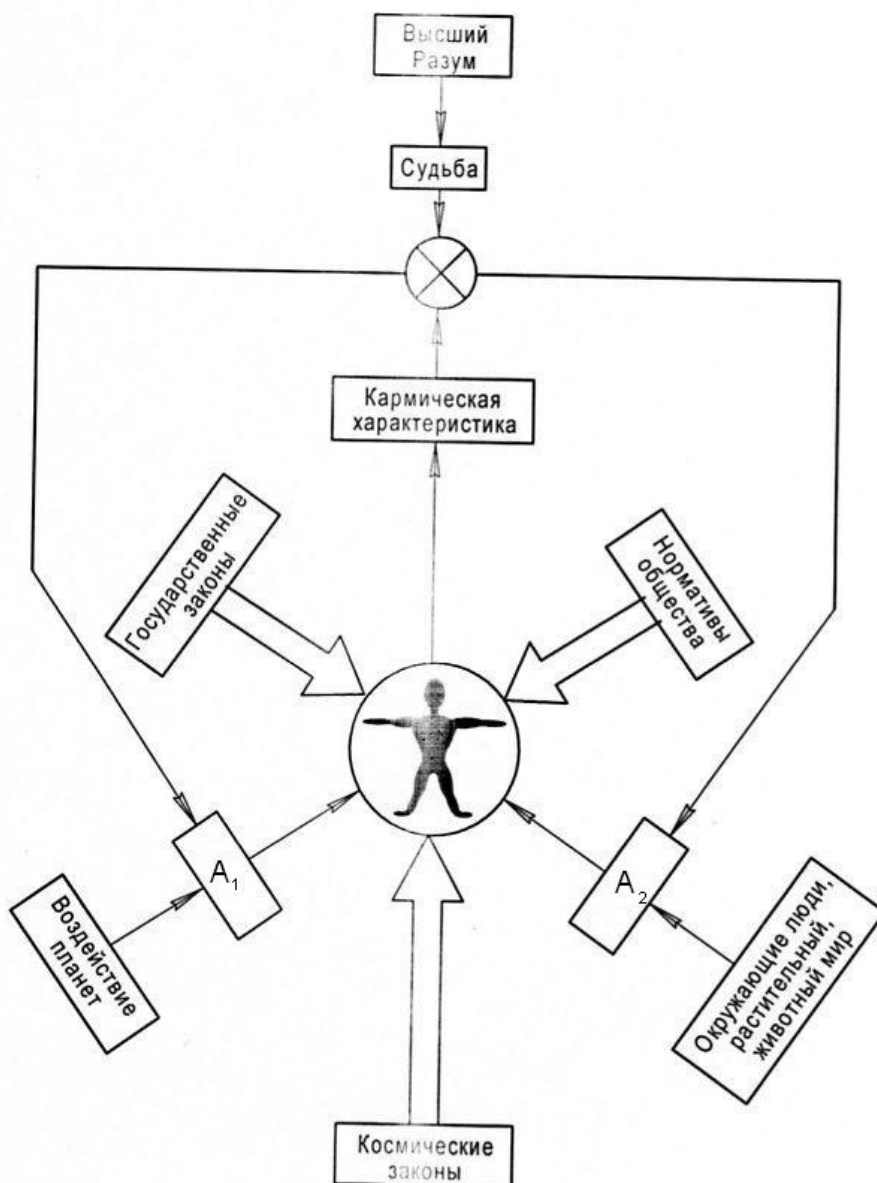 Высший
Разум
Судьба
Кармическая
характеристика
Государственные
законы
Нормативы
общества
A₁
A₂
Воздействие
планет
Окружающие люди,
растительный,
животный мир
Космические
законы